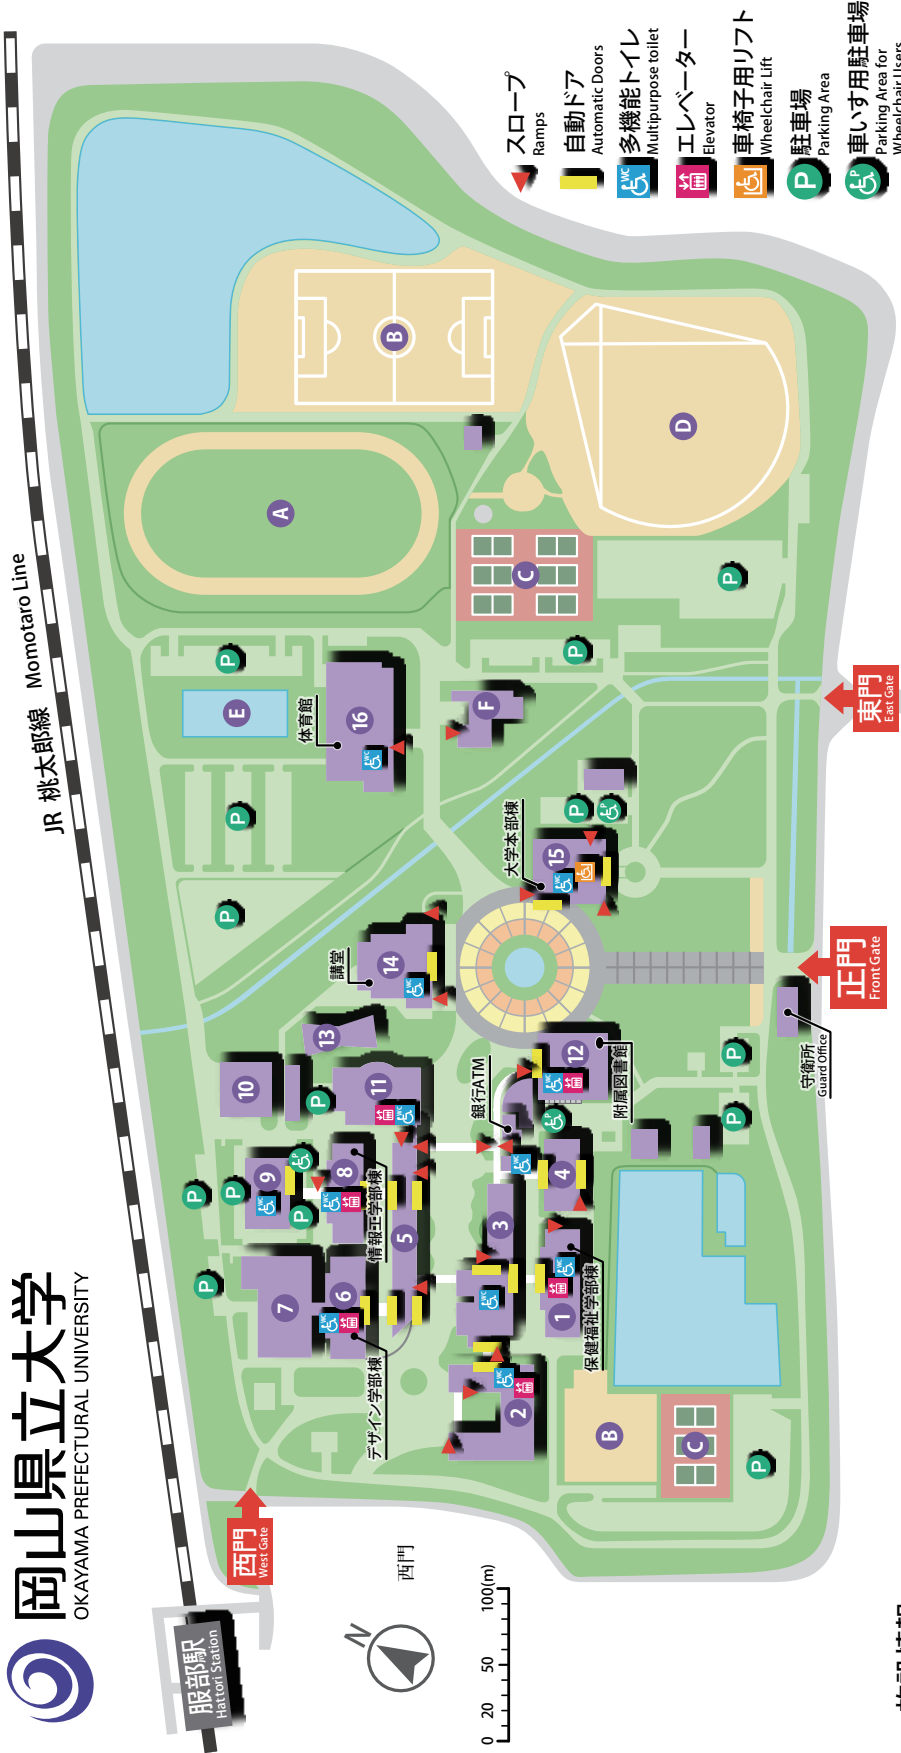 岡山県立大学
OKAYAMA PREFECTURAL UNIVERSITY
JR 桃太郎線 Momotaro Line
服部駅
Hattori Station
西門
West Gate
西門
N
0 20 50 100(m)
スロープ
Ramps
自動ドア
Automatic Doors
WC
多機能トイレ
Multipurpose toilet
エレベーター
Elevator
車椅子用リフト
Wheelchair Lift
P
駐車場
Parking Area
P
車いす用駐車場
Parking Area for
Wheelchair Users
デザイン学部棟
情報工学部棟
保健福祉学部棟
銀行ATM
附属図書館
講堂
大学本部棟
体育館
守衛所
Guard Office
正門
Front Gate
東門
East Gate
1
2
3
4
5
6
7
8
9
10
11
12
13
14
15
16
A
B
C
D
E
F
B
C